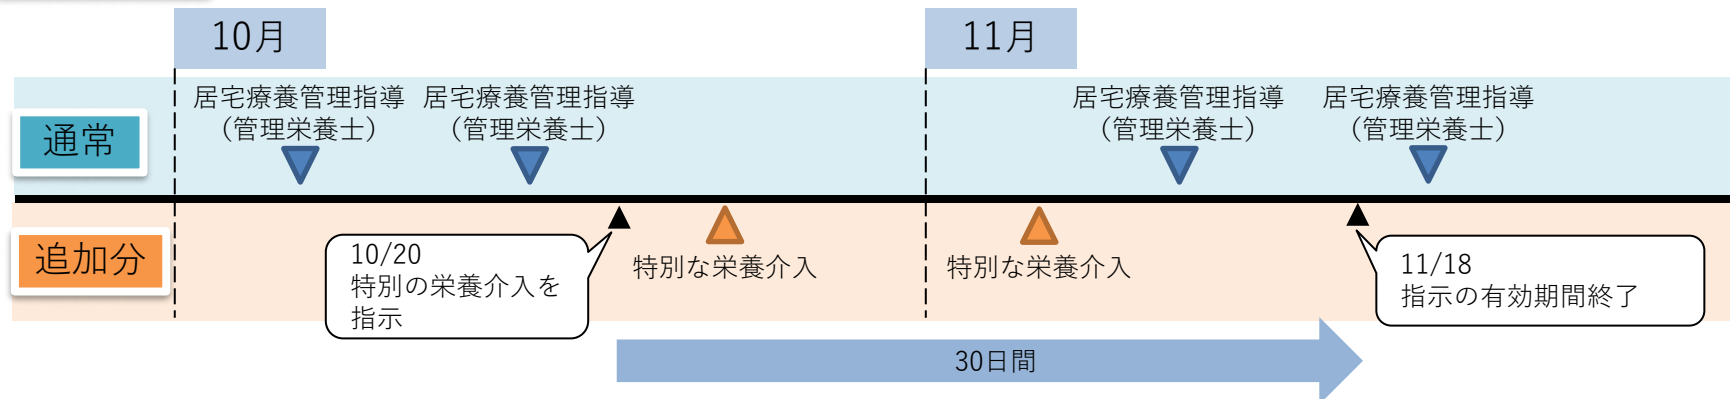 10月
11月
通常
居宅療養管理指導
（管理栄養士）
居宅療養管理指導
（管理栄養士）
居宅療養管理指導
（管理栄養士）
居宅療養管理指導
（管理栄養士）
追加分
10/20
特別の栄養介入を
指示
特別な栄養介入
特別な栄養介入
11/18
指示の有効期間終了
30日間